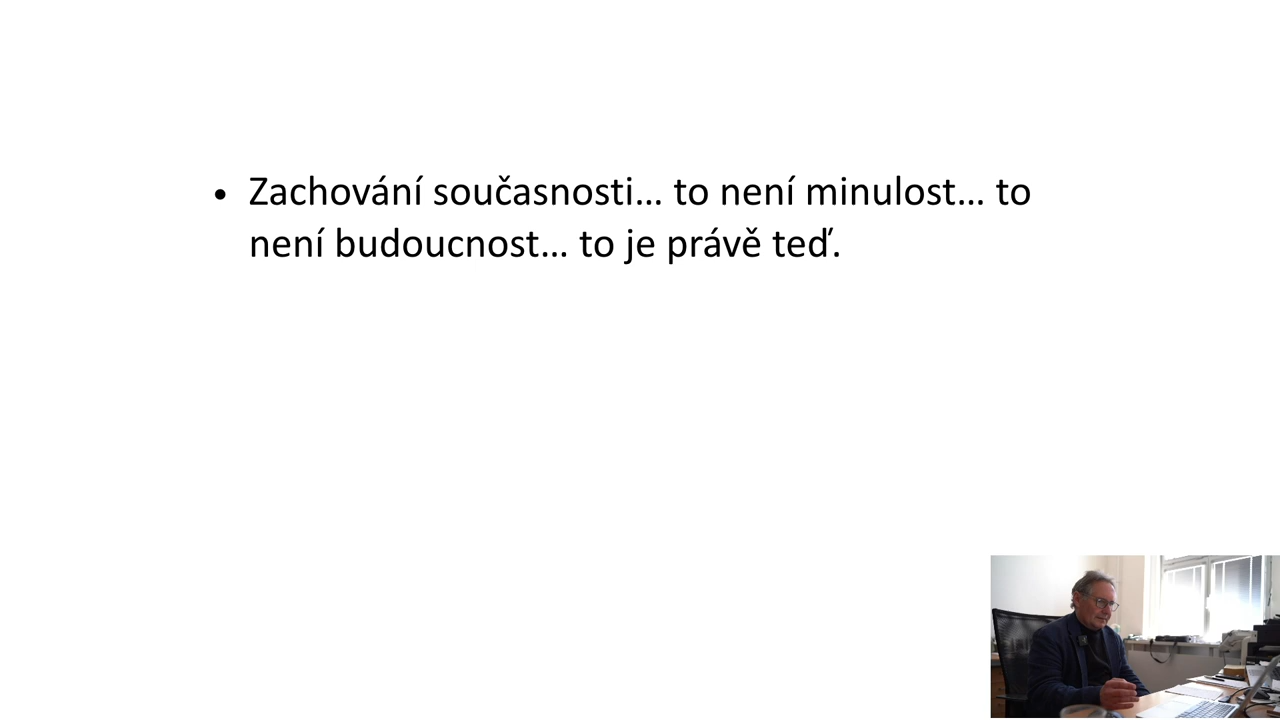 • Zachování současnosti… to není minulost… to
není budoucnost… to je právě teď.